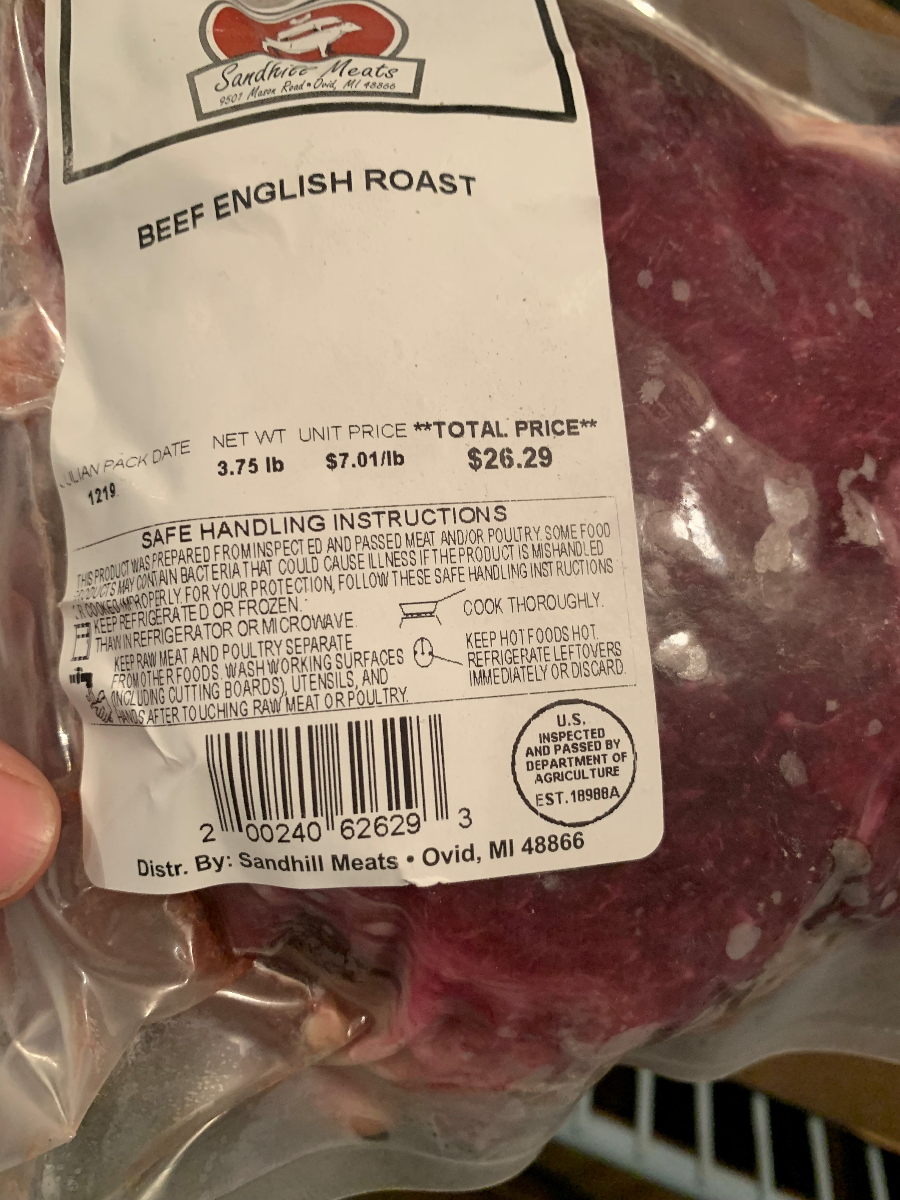 Sandhill Meats
9501 Mason Road • Ovid, MI 48866
BEEF ENGLISH ROAST
JULIAN PACK DATE NET WT UNIT PRICE **TOTAL PRICE**
1219 3.75 lb $7.01/lb $26.29
SAFE HANDLING INSTRUCTIONS
THIS PRODUCT WAS PREPARED FROM INSPECTED AND PASSED MEAT AND/OR POULTRY. SOME FOOD
PRODUCTS MAY CONTAIN BACTERIA THAT COULD CAUSE ILLNESS IF THE PRODUCT IS MISHANDLED
OR COOKED IMPROPERLY FOR YOUR PROTECTION, FOLLOW THESE SAFE HANDLING INSTRUCTIONS
KEEP REFRIGERATED OR FROZEN.
THAW IN REFRIGERATOR OR MICROWAVE.
KEEP RAW MEAT AND POULTRY SEPARATE
FROM OTHER FOODS. WASH WORKING SURFACES
(INCLUDING CUTTING BOARDS), UTENSILS, AND
HANDS AFTER TOUCHING RAW MEAT OR POULTRY.
COOK THOROUGHLY.
KEEP HOT FOODS HOT.
REFRIGERATE LEFTOVERS
IMMEDIATELY OR DISCARD.
2 00240 62629 3
U.S.
INSPECTED
AND PASSED BY
DEPARTMENT OF
AGRICULTURE
EST. 18988A
Distr. By: Sandhill Meats • Ovid, MI 48866